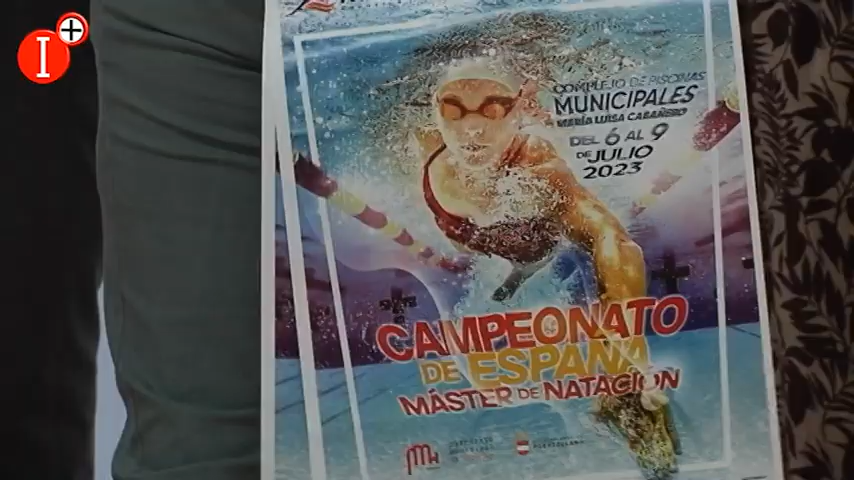 I
COMPLEJO DE PISCINAS
MUNICIPALES
MARÍA LUISA CABAÑERO
DEL 6 AL 9
DE JULIO
2023
CAMPEONATO
DE ESPAÑA
MÁSTER DE NATACIÓN